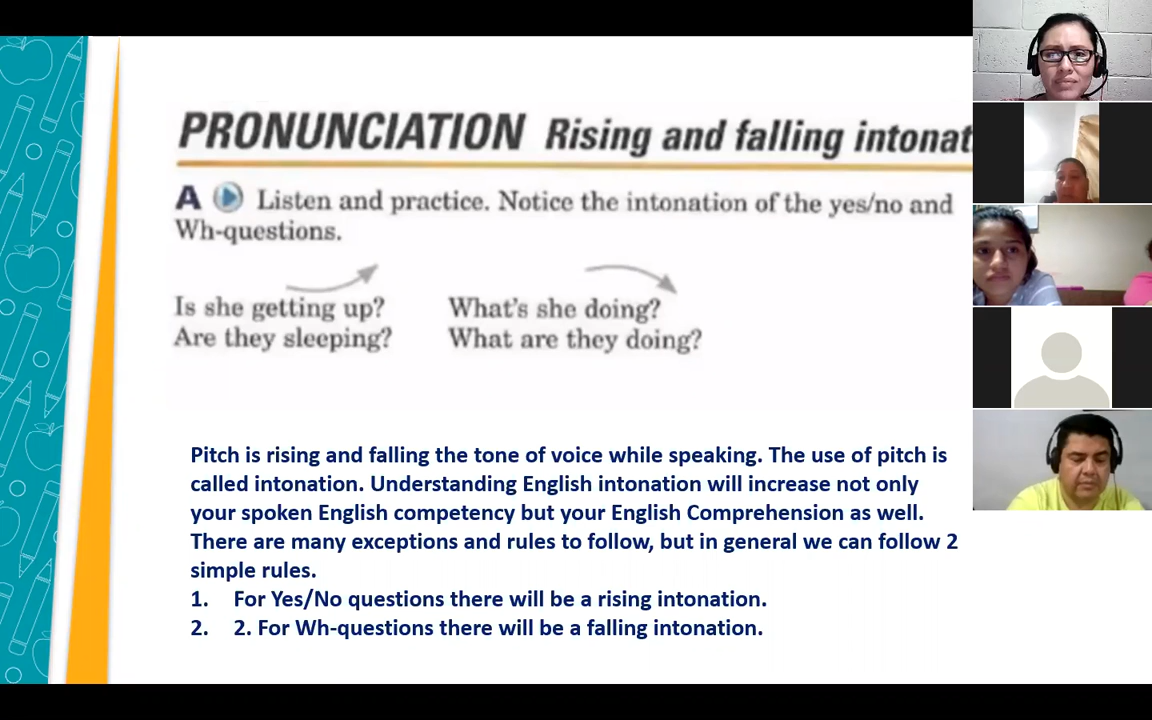 PRONUNCIATION Rising and falling intonat
A Listen and practice. Notice the intonation of the yes/no and
Wh-questions.
Is she getting up? What's she doing?
Are they sleeping? What are they doing?
Pitch is rising and falling the tone of voice while speaking. The use of pitch is
called intonation. Understanding English intonation will increase not only
your spoken English competency but your English Comprehension as well.
There are many exceptions and rules to follow, but in general we can follow 2
simple rules.
1. For Yes/No questions there will be a rising intonation.
2. 2. For Wh-questions there will be a falling intonation.